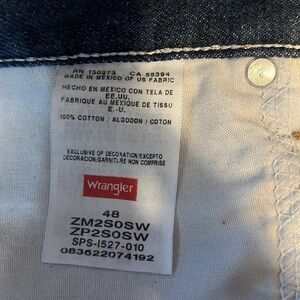 RN 130273 CA 55394
MADE IN MEXICO OF US FABRIC
HECHO EN MEXICO CON TELA DE
EE.UU.
FABRIQUE AU MEXIQUE DE TISSU
E.-U.
100% COTTON / ALGODON / COTON
EXCLUSIVE OF DECORATION/EXCEPTO
DECORACION/GARNITURE NON COMPRISE
Wrangler
48
ZM2S0SW
ZP2S0SW
SPS-I527-010
083622074192